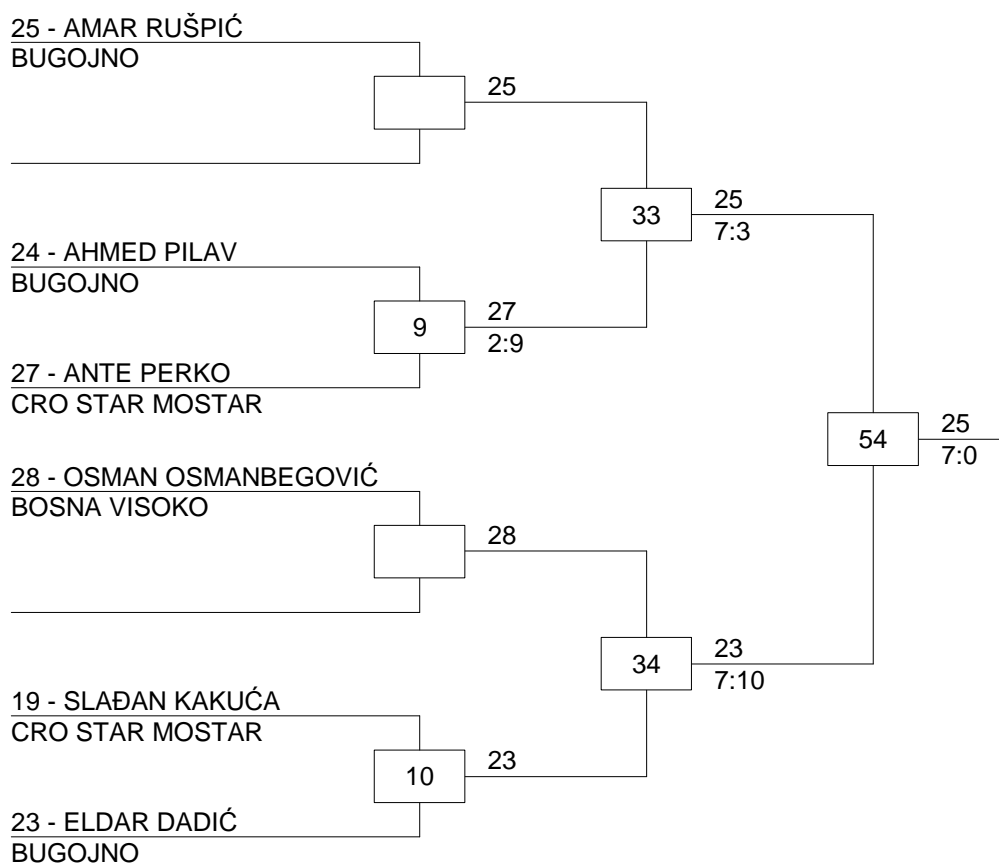 25 - AMAR RUŠPIĆ
BUGOJNO
25
33
25
7:3
24 - AHMED PILAV
BUGOJNO
9
27
2:9
27 - ANTE PERKO
CRO STAR MOSTAR
54
25
7:0
28 - OSMAN OSMANBEGOVIĆ
BOSNA VISOKO
28
34
23
7:10
19 - SLAĐAN KAKUĆA
CRO STAR MOSTAR
10
23
23 - ELDAR DADIĆ
BUGOJNO